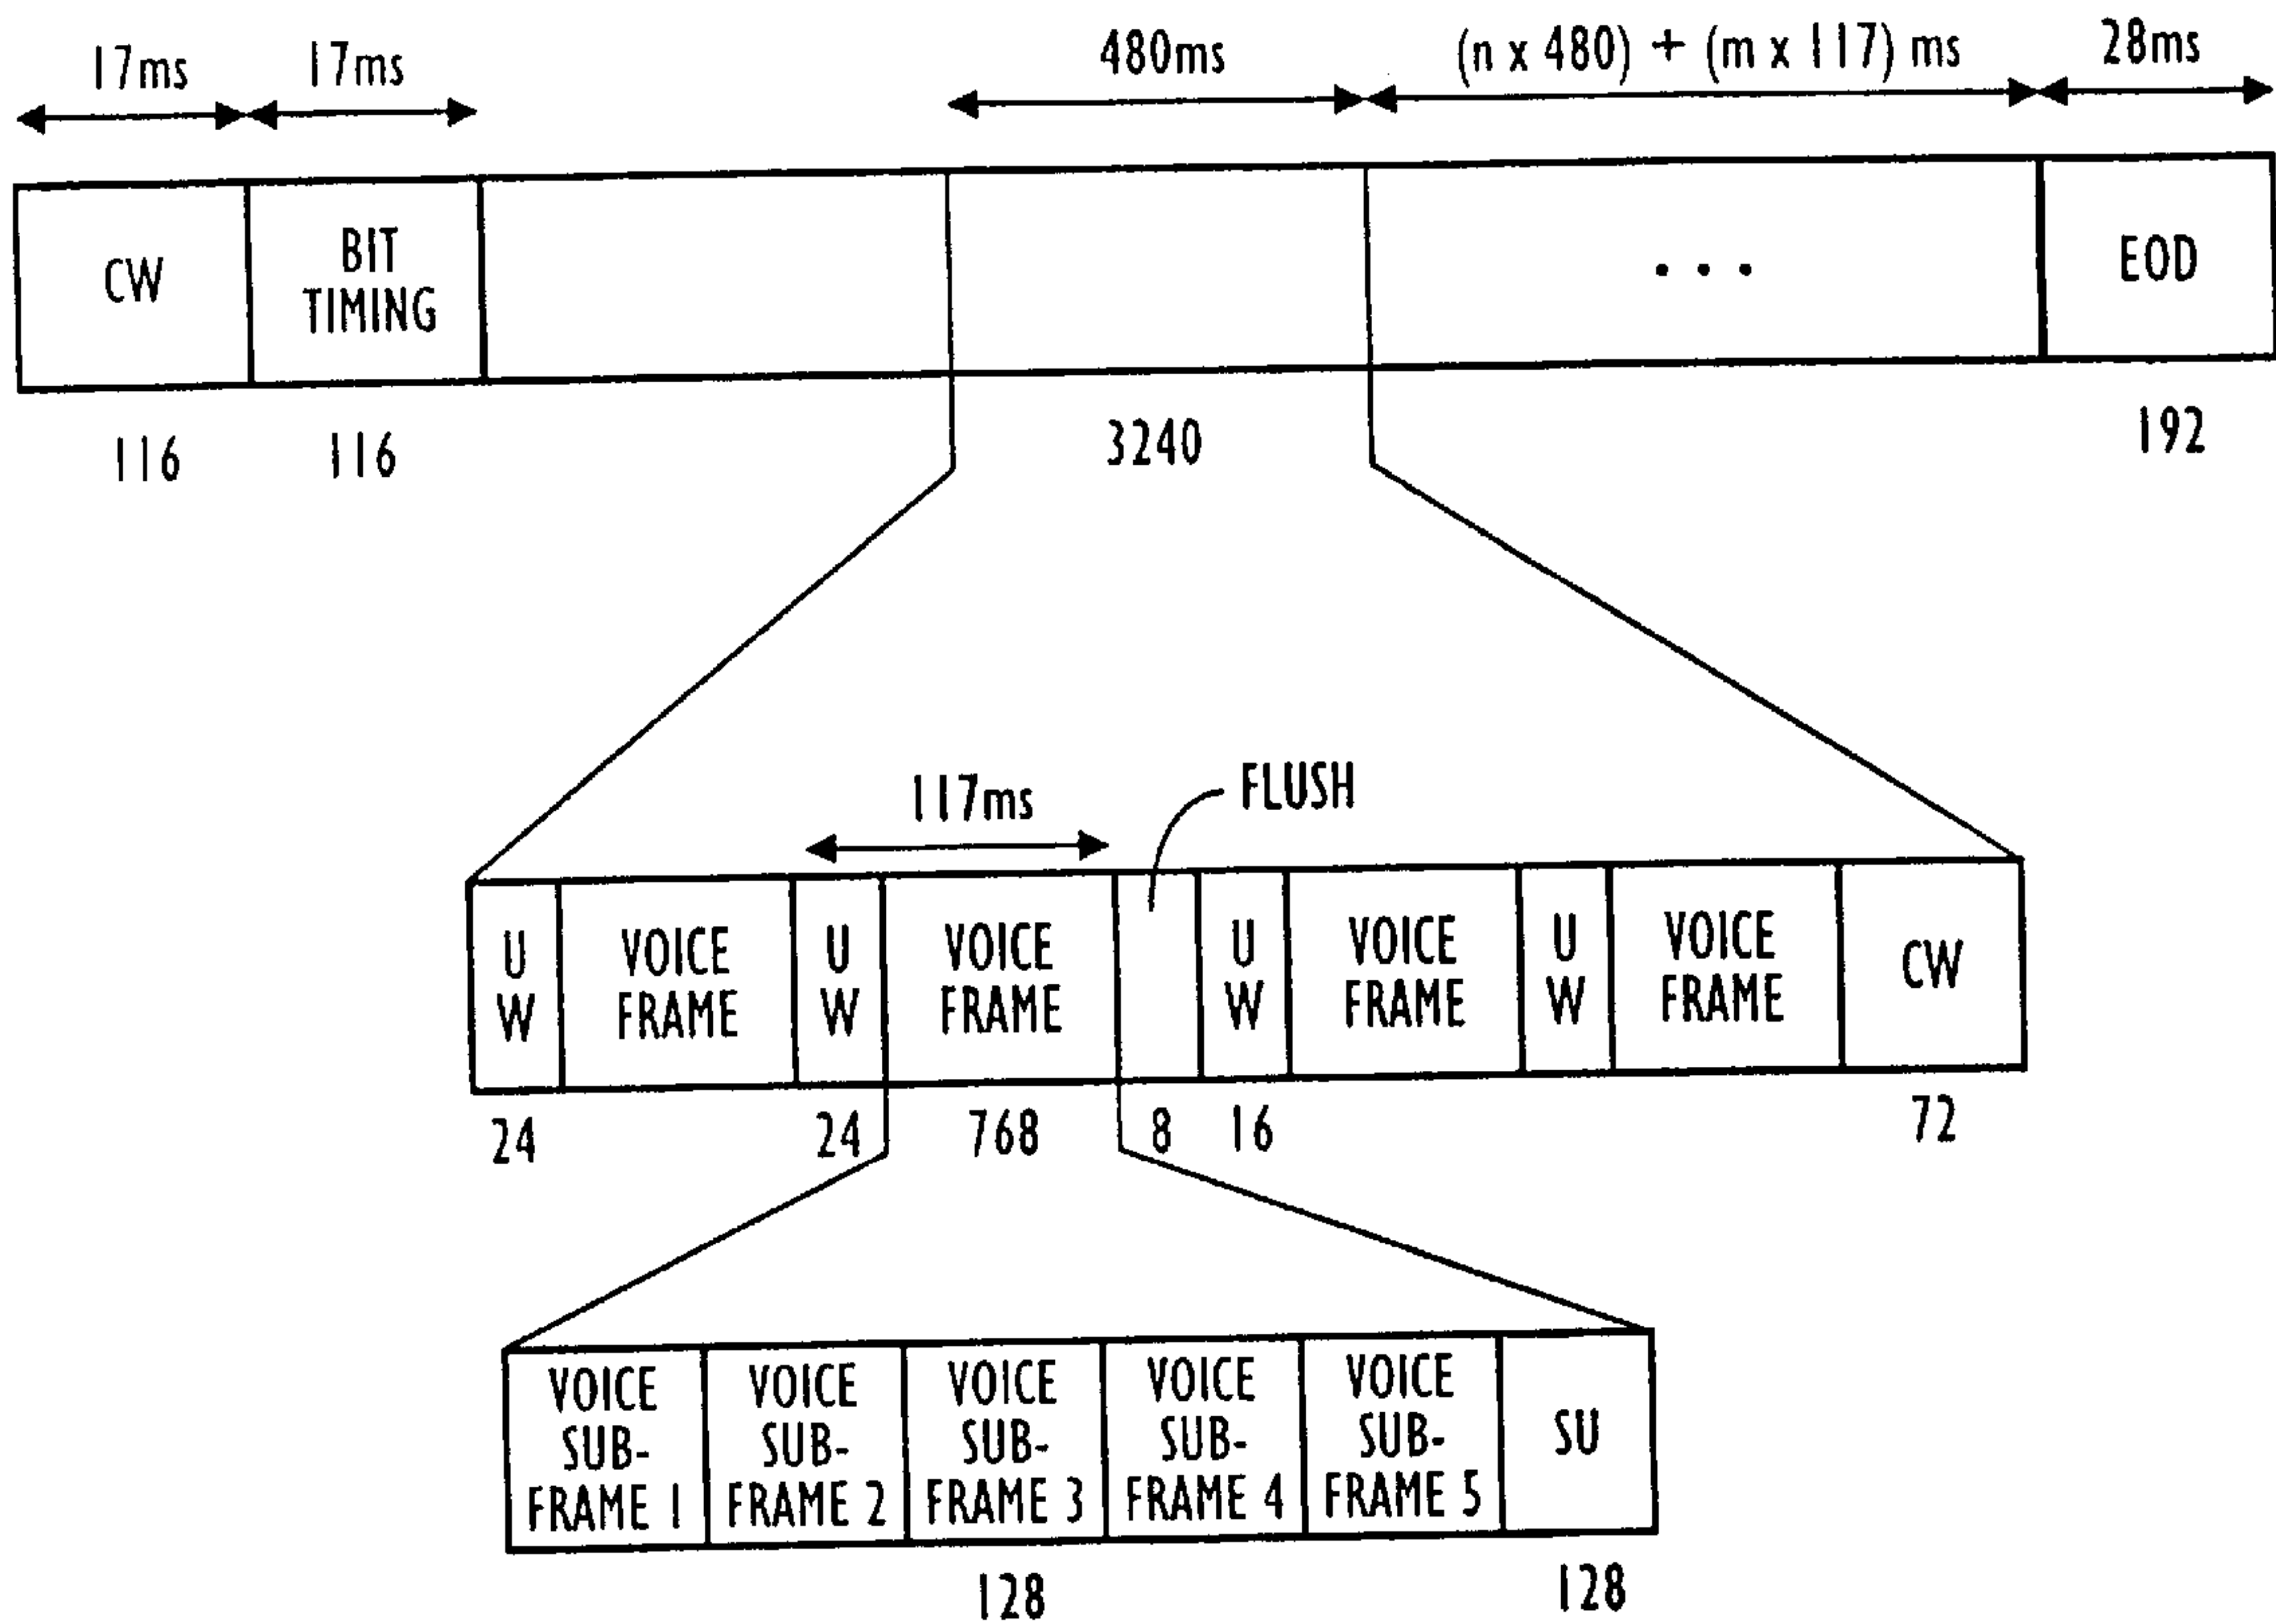 17ms 17ms 480ms (n x 480) + (m x 117) ms 28ms
CW
BIT
TIMING
. . .
EOD
116 116 3240 192
117ms
FLUSH
U
W
VOICE
FRAME
U
W
VOICE
FRAME
U
W
VOICE
FRAME
U
W
VOICE
FRAME
CW
24 24 768 8 16 72
VOICE
SUB-
FRAME 1
VOICE
SUB-
FRAME 2
VOICE
SUB-
FRAME 3
VOICE
SUB-
FRAME 4
VOICE
SUB-
FRAME 5
SU
128 128